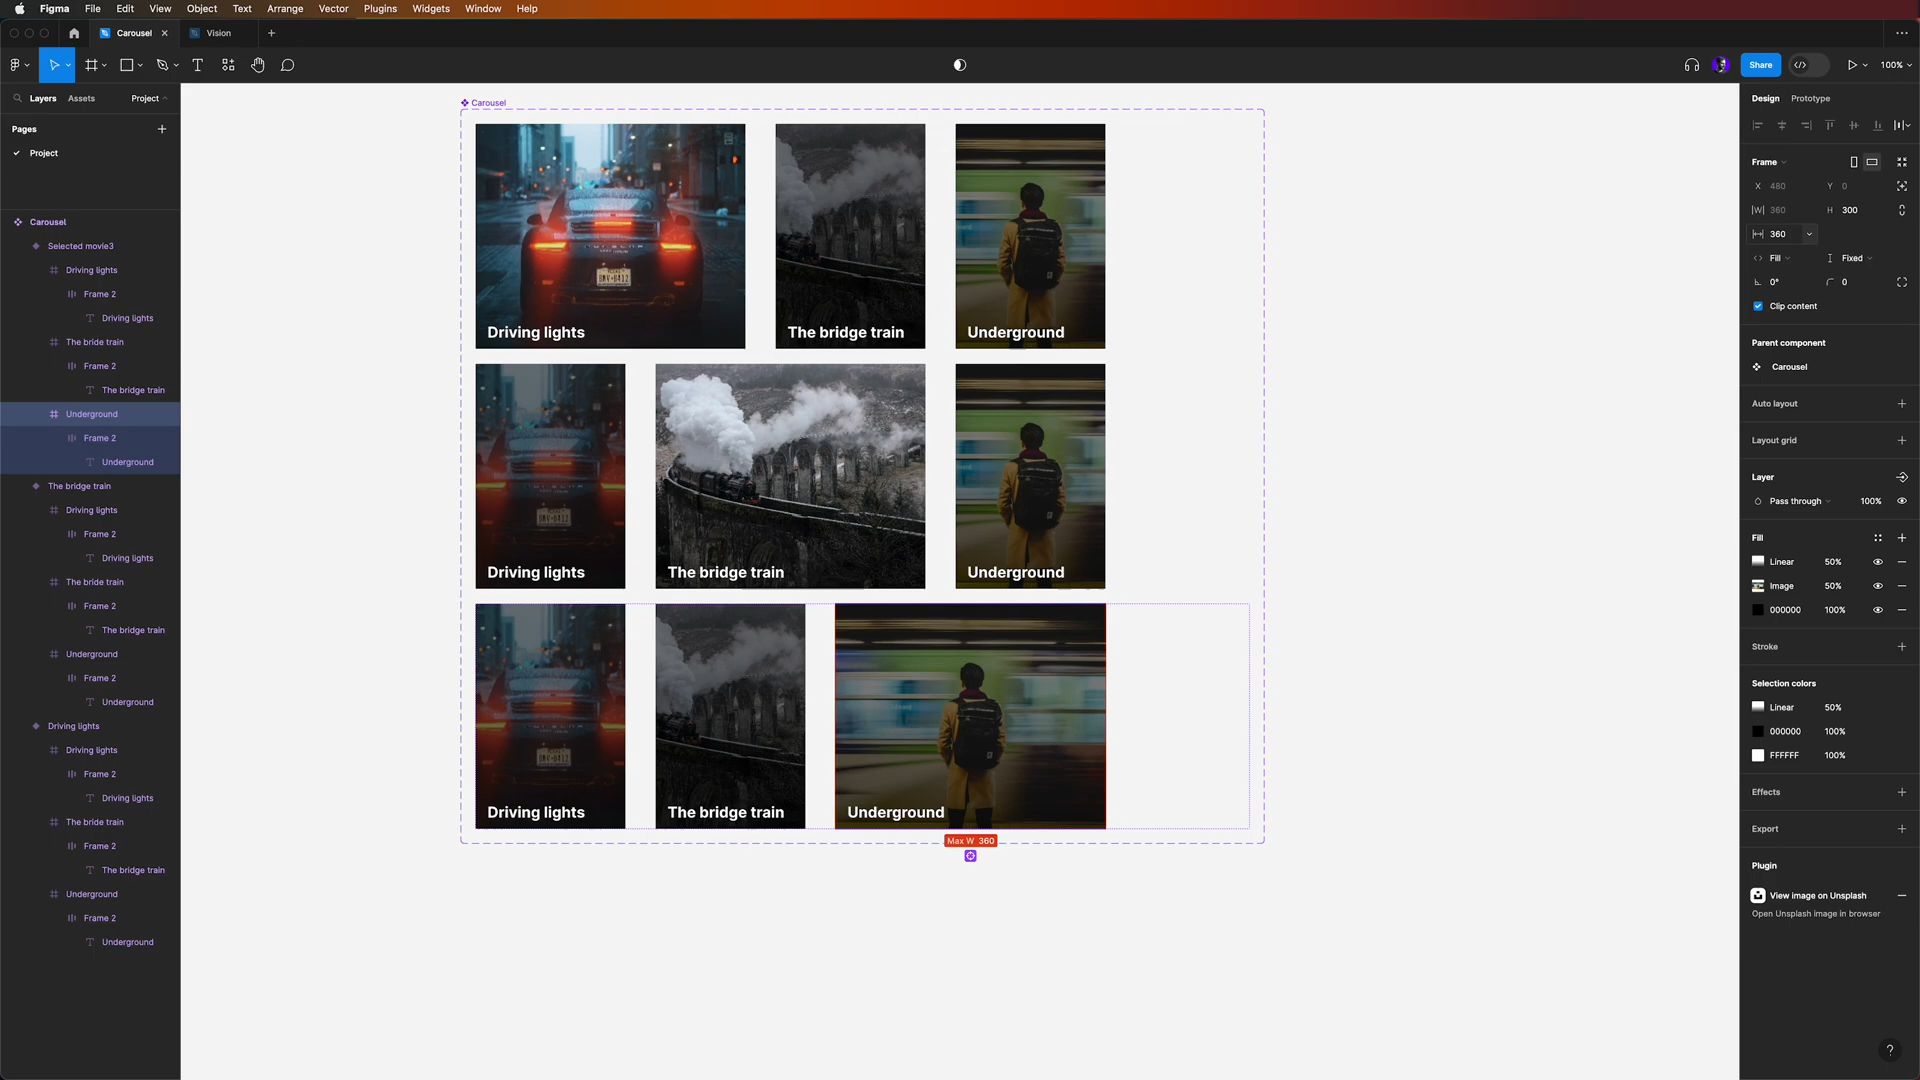 Figma File Edit View Object Text Arrange Vector Plugins Widgets Window Help
Carousel Vision
Share 100%
Layers Assets Project
Pages
Project
Carousel
Selected movie3
Driving lights
Frame 2
Driving lights
The bride train
Frame 2
The bridge train
Underground
Frame 2
Underground
The bridge train
Driving lights
Frame 2
Driving lights
The bride train
Frame 2
The bridge train
Underground
Frame 2
Underground
Driving lights
Driving lights
Frame 2
Driving lights
The bride train
Frame 2
The bridge train
Underground
Frame 2
Underground
Carousel
Driving lights
The bridge train
Underground
Driving lights
The bridge train
Underground
Driving lights
The bridge train
Underground
Max W 360
Design Prototype
Frame
X 480 Y 0
W 360 H 300
360
Fill Fixed
0° 0
Clip content
Parent component
Carousel
Auto layout
Layout grid
Layer
Pass through 100%
Fill
Linear 50%
Image 50%
000000 100%
Stroke
Selection colors
Linear 50%
000000 100%
FFFFFF 100%
Effects
Export
Plugin
View image on Unsplash
Open Unsplash image in browser
?